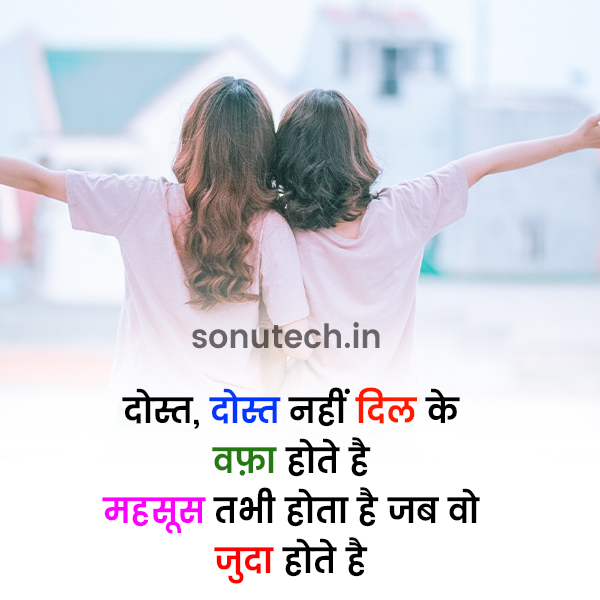 sonutech.in
दोस्त, दोस्त नहीं दिल के
वफ़ा होते है
महसूस तभी होता है जब वो
जुदा होते है